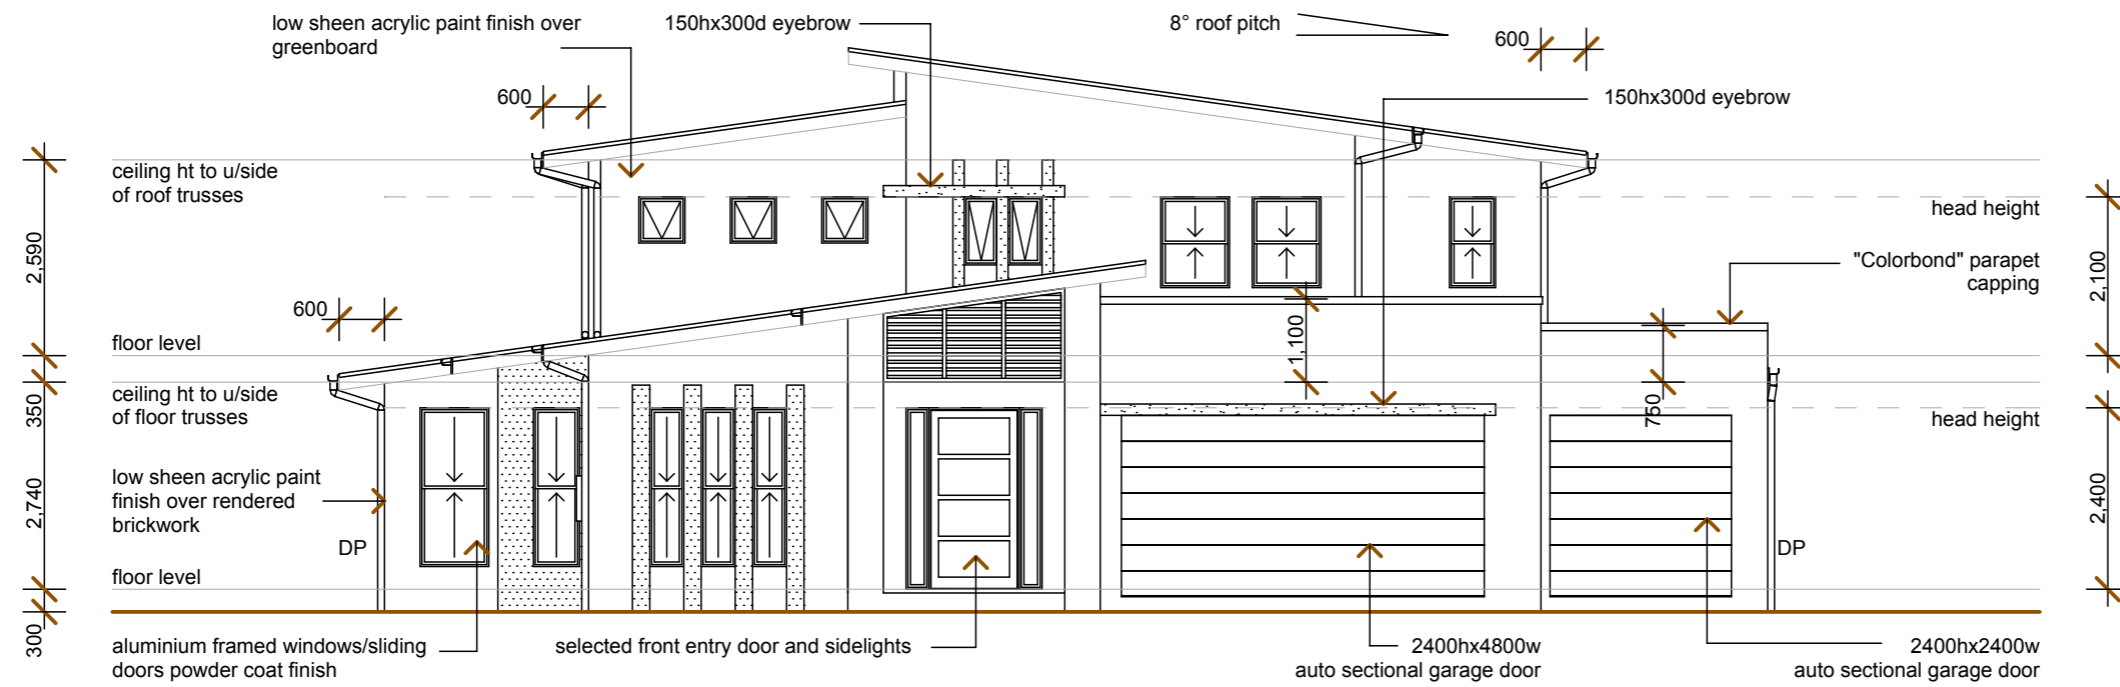 low sheen acrylic paint finish over
greenboard
150hx300d eyebrow
8° roof pitch
600
600
150hx300d eyebrow
ceiling ht to u/side
of roof trusses
head height
2,590
"Colorbond" parapet
capping
2,100
600
floor level
1,100
ceiling ht to u/side
of floor trusses
350
750
head height
low sheen acrylic paint
finish over rendered
brickwork
2,740
2,400
DP
DP
floor level
300
aluminium framed windows/sliding
doors powder coat finish
selected front entry door and sidelights
2400hx4800w
auto sectional garage door
2400hx2400w
auto sectional garage door